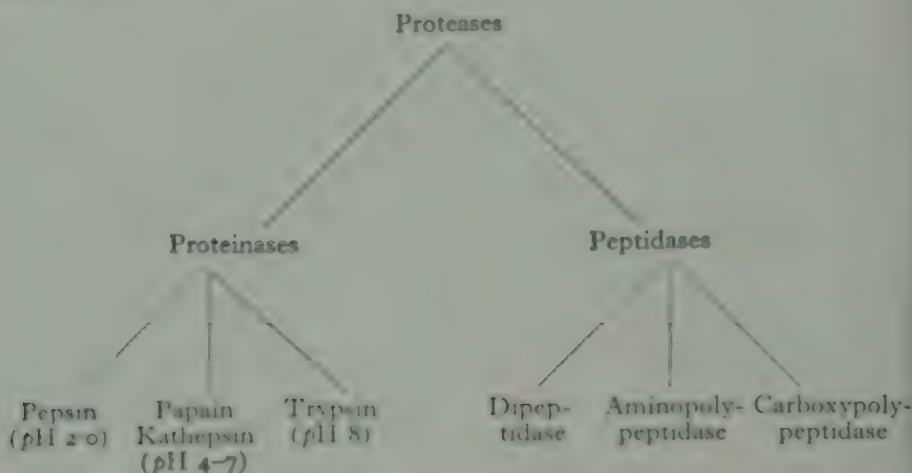 Proteases
Proteinases Peptidases
Pepsin Papain Trypsin Dipep- Aminopoly- Carboxypoly-
(pH 2·0) Kathepsin (pH 8) tidase peptidase peptidase
(pH 4–7)